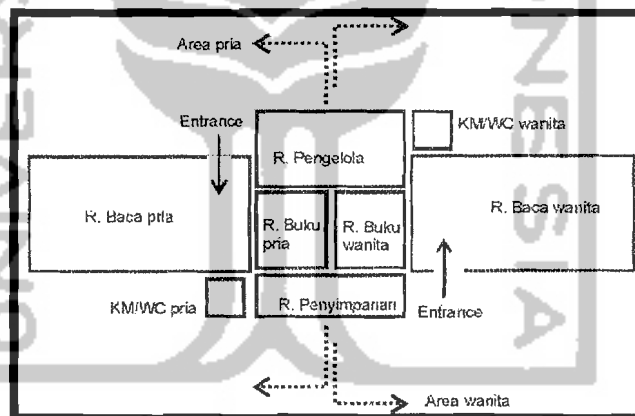 Area pria
Entrance
KM/WC wanita
R. Pengelola
R. Baca pria
R. Buku
pria
R. Buku
wanita
R. Baca wanita
KM/WC pria
R. Penyimpanan
Entrance
Area wanita
NESIA